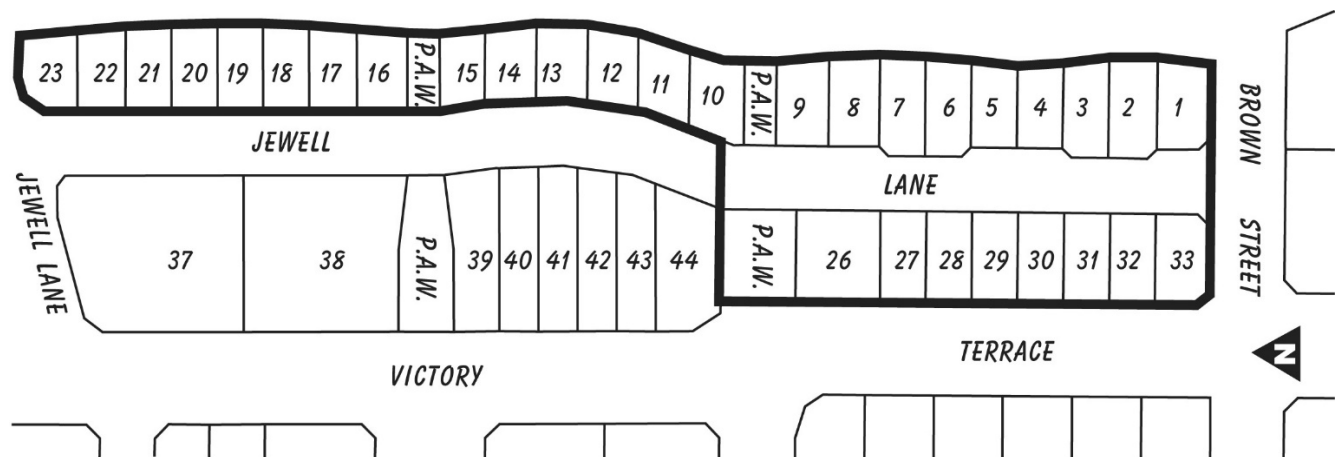 23 22 21 20 19 18 17 16 P.A.W. 15 14 13 12 11 10 P.A.W. 9 8 7 6 5 4 3 2 1
BROWN STREET
JEWELL LANE
JEWELL LANE
37 38 P.A.W. 39 40 41 42 43 44 P.A.W. 26 27 28 29 30 31 32 33
VICTORY TERRACE
N